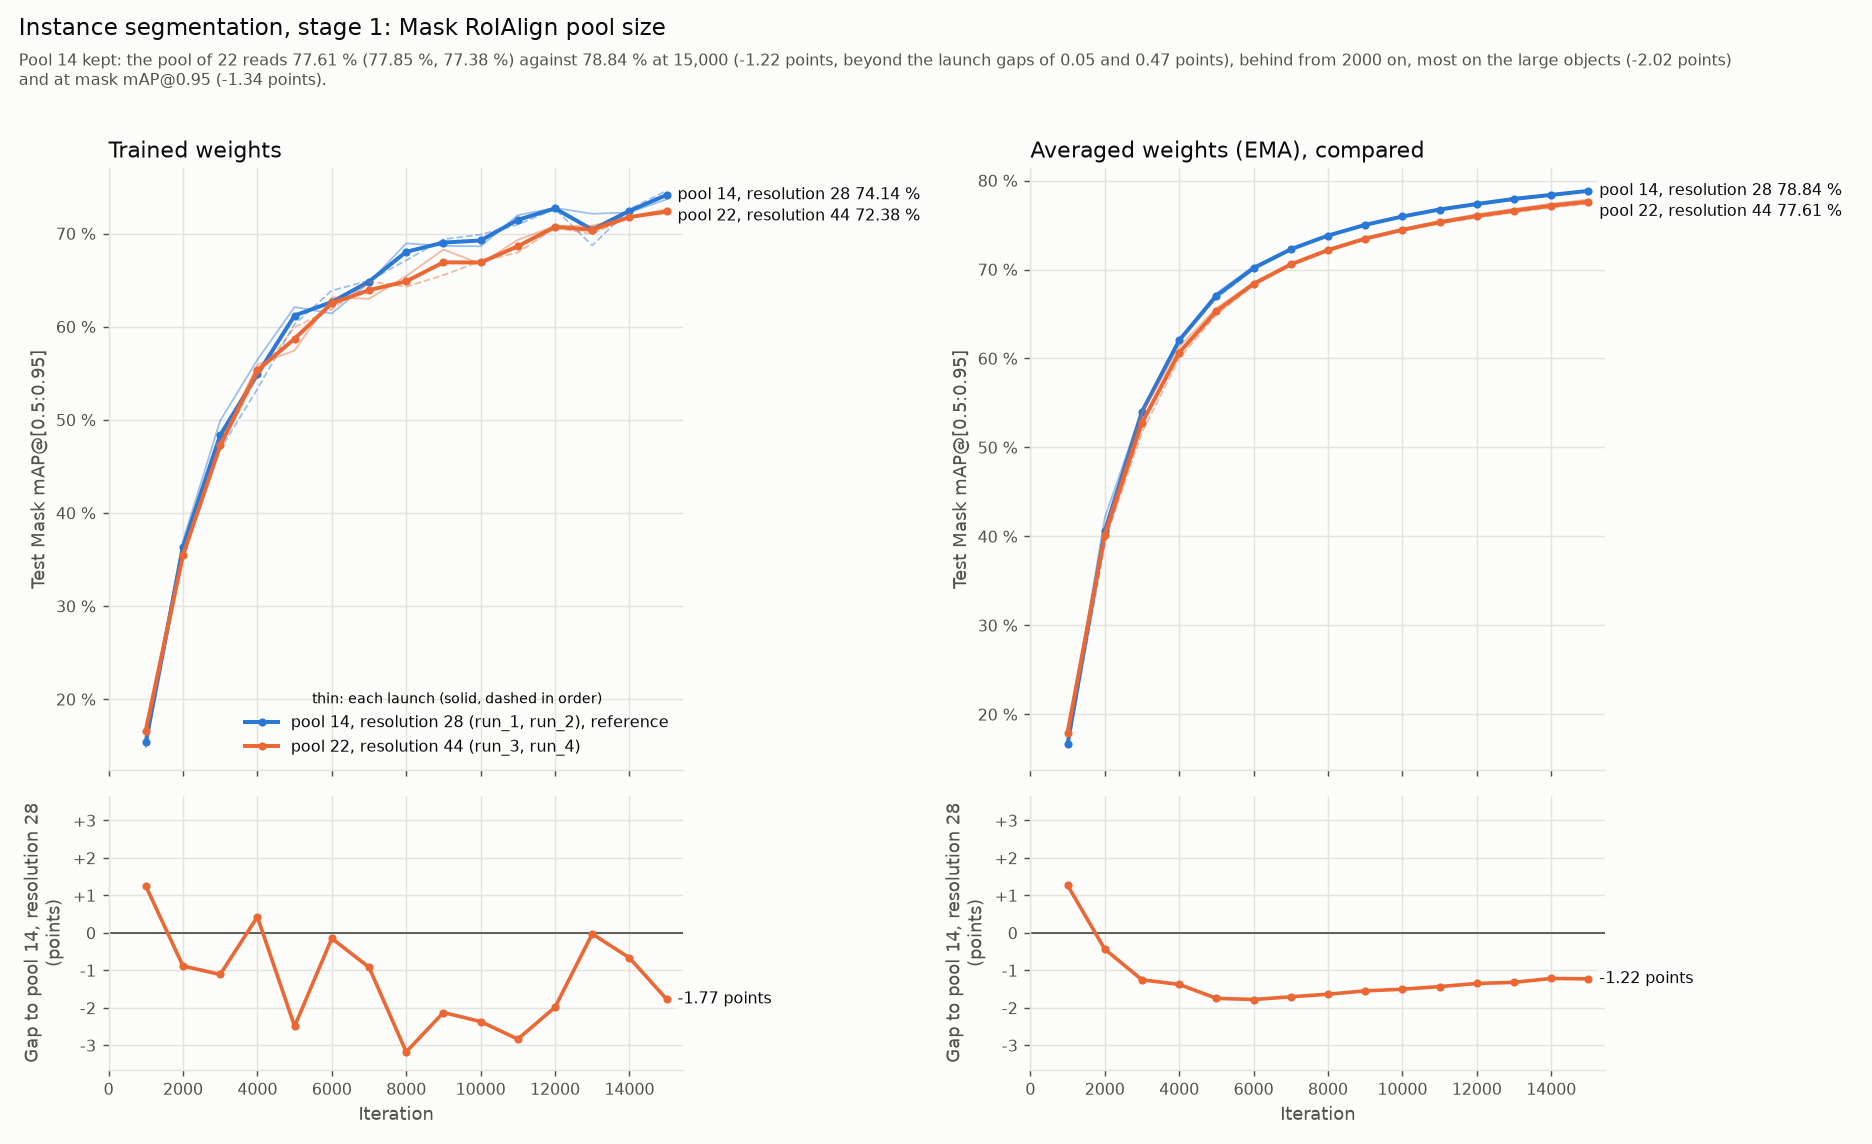 Instance segmentation, stage 1: Mask RoIAlign pool size
Pool 14 kept: the pool of 22 reads 77.61 % (77.85 %, 77.38 %) against 78.84 % at 15,000 (-1.22 points, beyond the launch gaps of 0.05 and 0.47 points), behind from 2000 on, most on the large objects (-2.02 points)
and at mask mAP@0.95 (-1.34 points).
Trained weights
Test Mask mAP@[0.5:0.95]
70 %
60 %
50 %
40 %
30 %
20 %
pool 14, resolution 28 74.14 %
pool 22, resolution 44 72.38 %
thin: each launch (solid, dashed in order)
pool 14, resolution 28 (run_1, run_2), reference
pool 22, resolution 44 (run_3, run_4)
Averaged weights (EMA), compared
Test Mask mAP@[0.5:0.95]
80 %
70 %
60 %
50 %
40 %
30 %
20 %
pool 14, resolution 28 78.84 %
pool 22, resolution 44 77.61 %
Gap to pool 14, resolution 28
(points)
+3
+2
+1
0
-1
-2
-3
-1.77 points
0 2000 4000 6000 8000 10000 12000 14000
Iteration
Gap to pool 14, resolution 28
(points)
+3
+2
+1
0
-1
-2
-3
-1.22 points
0 2000 4000 6000 8000 10000 12000 14000
Iteration